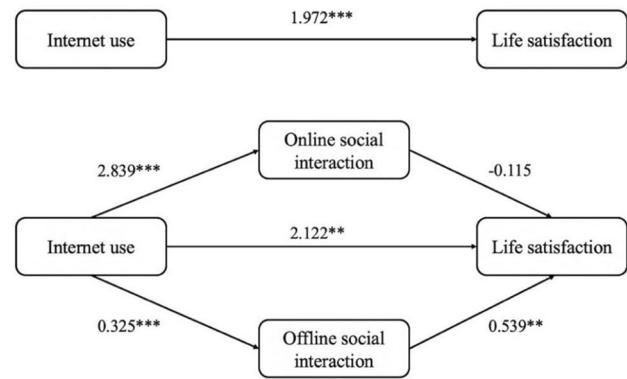 1.972***
Internet use
Life satisfaction
Online social
interaction
2.839***
-0.115
2.122**
Internet use
Life satisfaction
0.325***
0.539**
Offline social
interaction